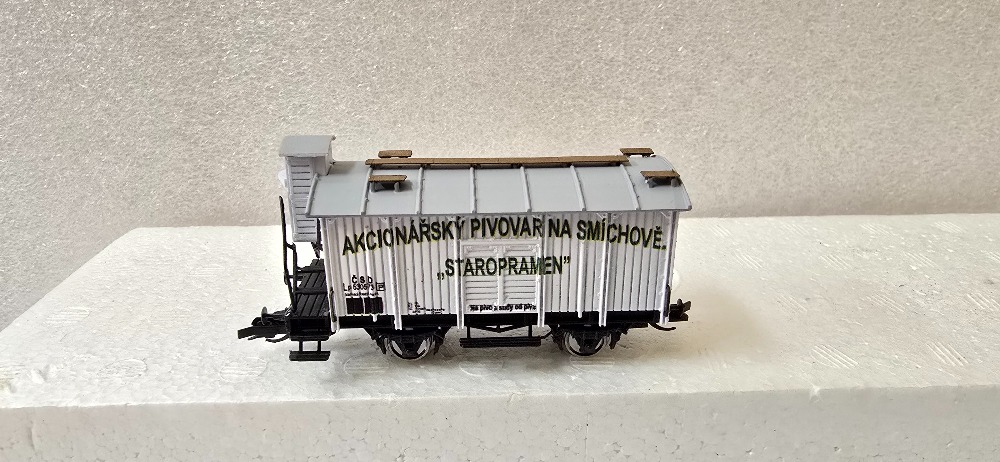 AKCIONÁŘSKÝ PIVOVAR NA SMÍCHOVĚ.
„STAROPRAMEN”
ČSD
Na pivo a sudy od piva